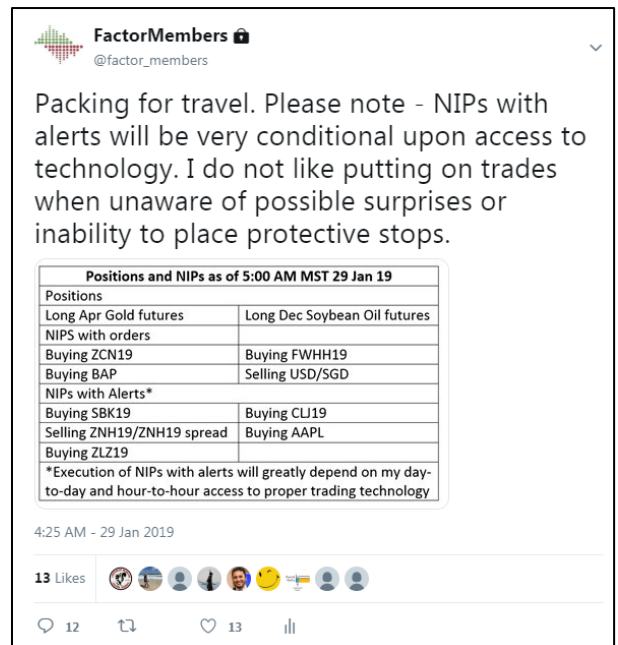 FactorMembers
@factor_members
Packing for travel. Please note - NIPs with
alerts will be very conditional upon access to
technology. I do not like putting on trades
when unaware of possible surprises or
inability to place protective stops.
Positions and NIPs as of 5:00 AM MST 29 Jan 19
Positions
Long Apr Gold futures Long Dec Soybean Oil futures
NIPS with orders
Buying ZCN19 Buying FWHH19
Buying BAP Selling USD/SGD
NIPs with Alerts*
Buying SBK19 Buying CLJ19
Selling ZNH19/ZNH19 spread Buying AAPL
Buying ZLZ19
*Execution of NIPs with alerts will greatly depend on my day-
to-day and hour-to-hour access to proper trading technology
4:25 AM - 29 Jan 2019
13 Likes
12 13